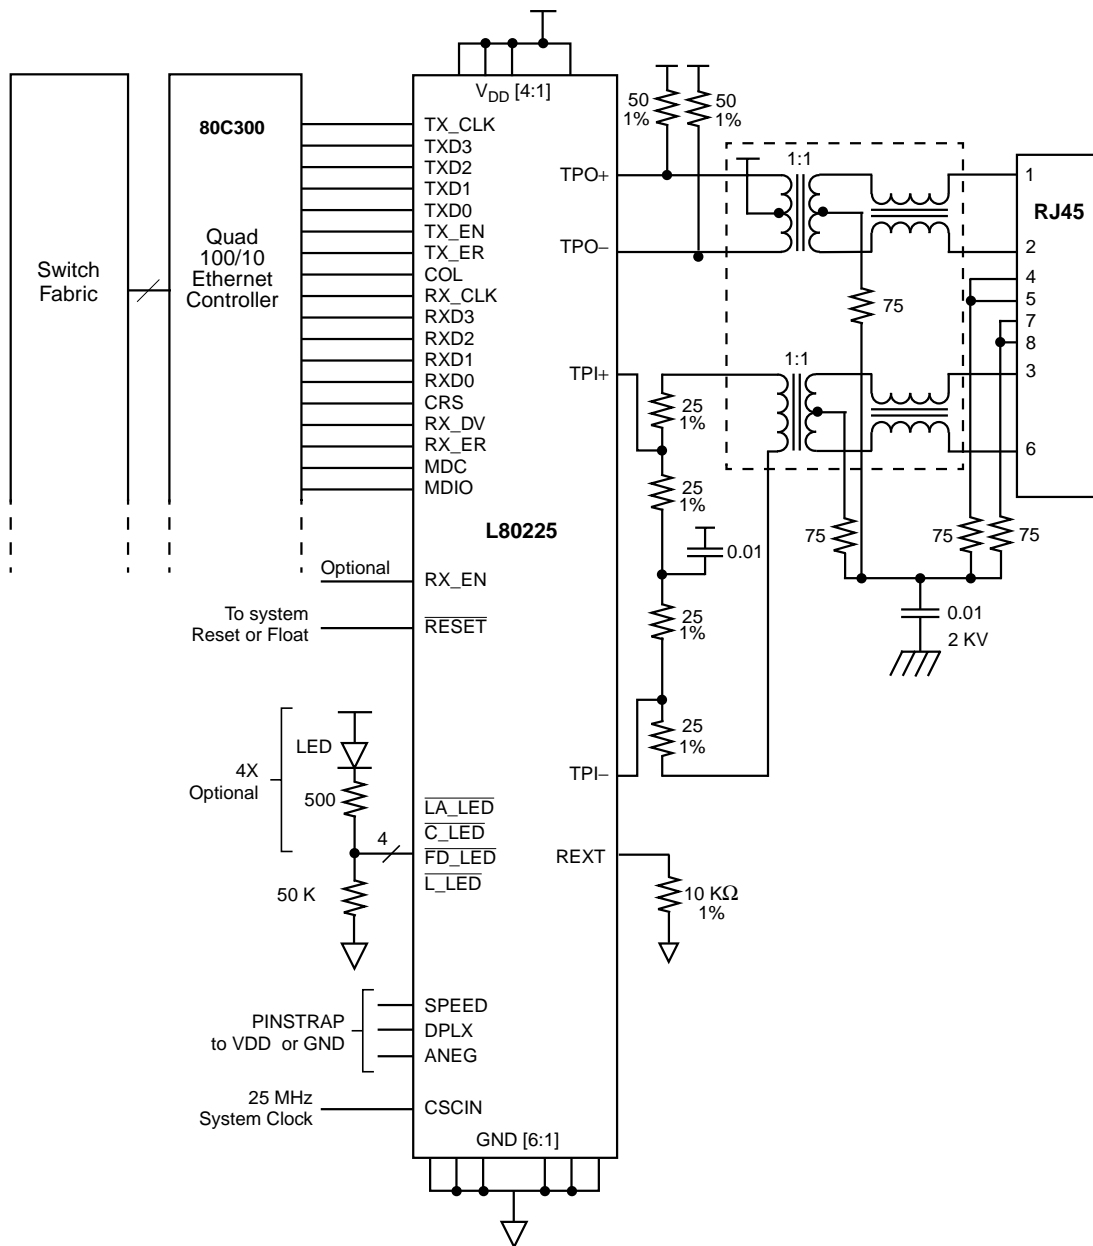 V_DD [4:1]
80C300
Quad
100/10
Ethernet
Controller
Switch
Fabric
TX_CLK
TXD3
TXD2
TXD1
TXD0
TX_EN
TX_ER
COL
RX_CLK
RXD3
RXD2
RXD1
RXD0
CRS
RX_DV
RX_ER
MDC
MDIO
L80225
Optional
RX_EN
To system
Reset or Float
RESET
LED
4X
Optional
500
4
50 K
LA_LED
C_LED
FD_LED
L_LED
PINSTRAP
to VDD or GND
SPEED
DPLX
ANEG
25 MHz
System Clock
CSCIN
GND [6:1]
TPO+
TPO−
TPI+
TPI−
REXT
50
1%
50
1%
1:1
75
1:1
25
1%
25
1%
0.01
25
1%
25
1%
10 KΩ
1%
75
75
75
0.01
2 KV
RJ45
1
2
4
5
7
8
3
6